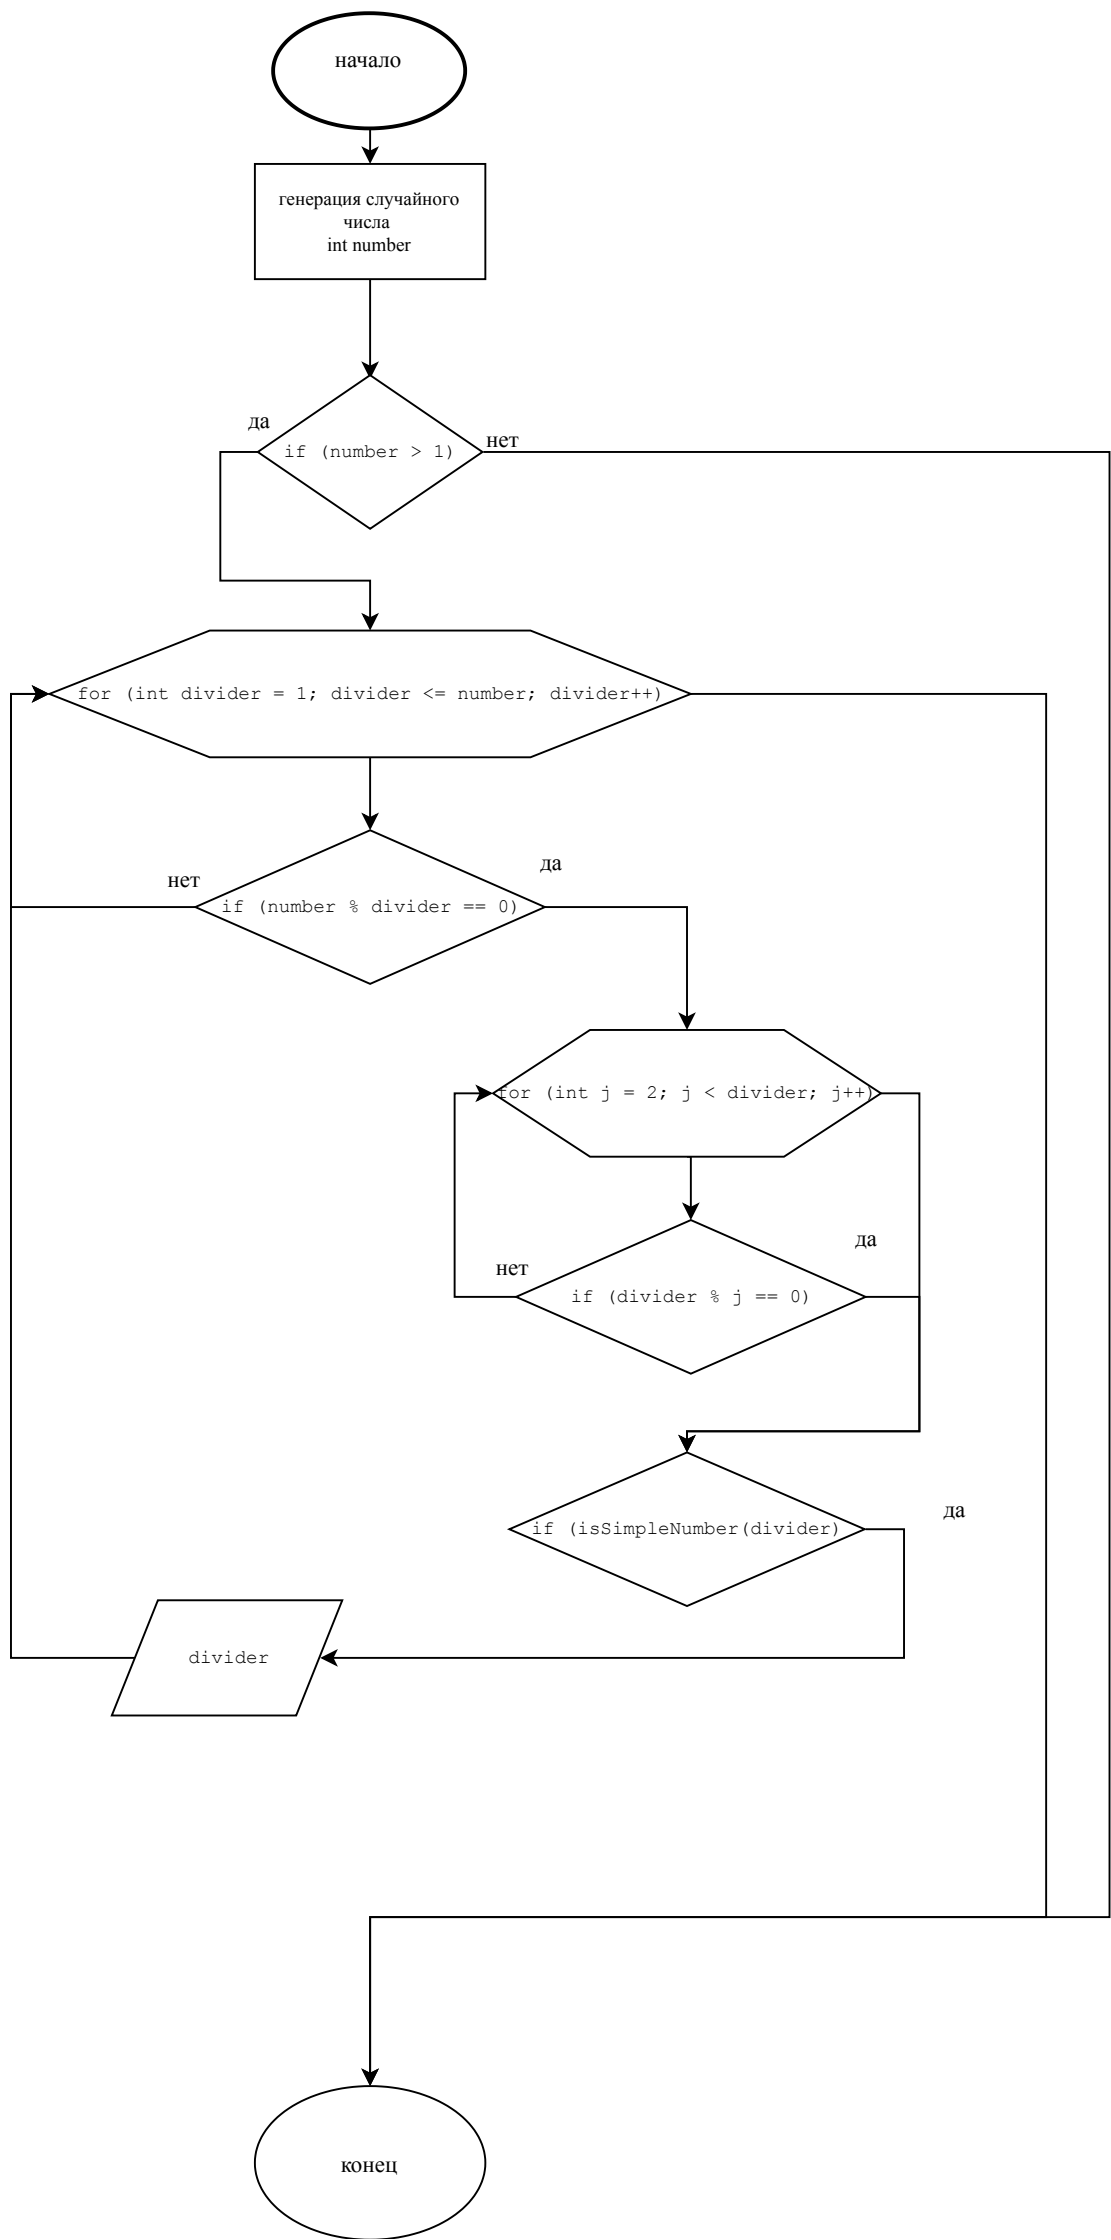 начало
генерация случайного
числа
int number
да
if (number > 1)
нет
for (int divider = 1; divider <= number; divider++)
нет
if (number % divider == 0)
да
for (int j = 2; j < divider; j++)
нет
if (divider % j == 0)
да
if (isSimpleNumber(divider)
да
divider
конец